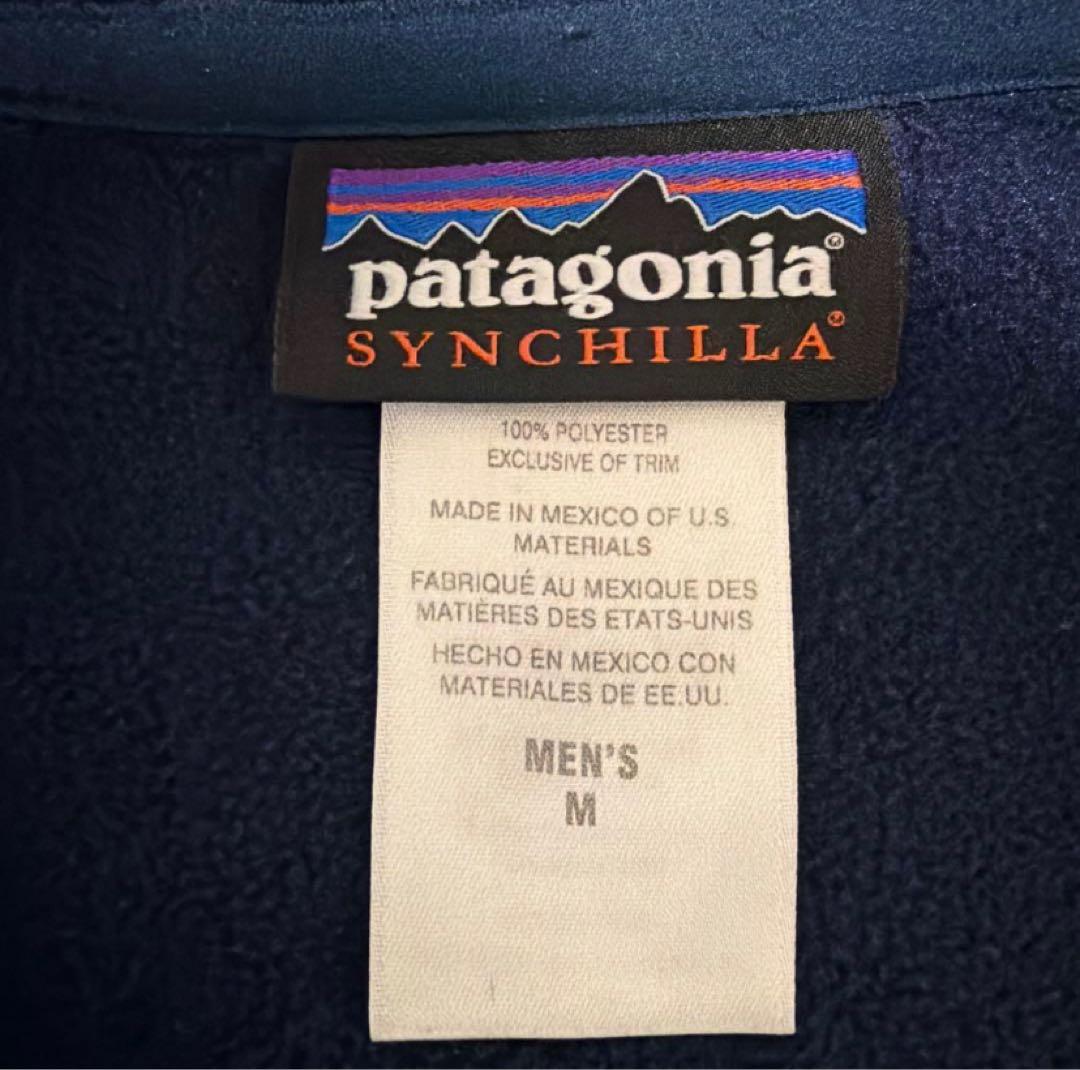 patagonia®
SYNCHILLA®
100% POLYESTER
EXCLUSIVE OF TRIM
MADE IN MEXICO OF U.S.
MATERIALS
FABRIQUÉ AU MEXIQUE DES
MATIÈRES DES ETATS-UNIS
HECHO EN MEXICO CON
MATERIALES DE EE.UU.
MEN'S
M